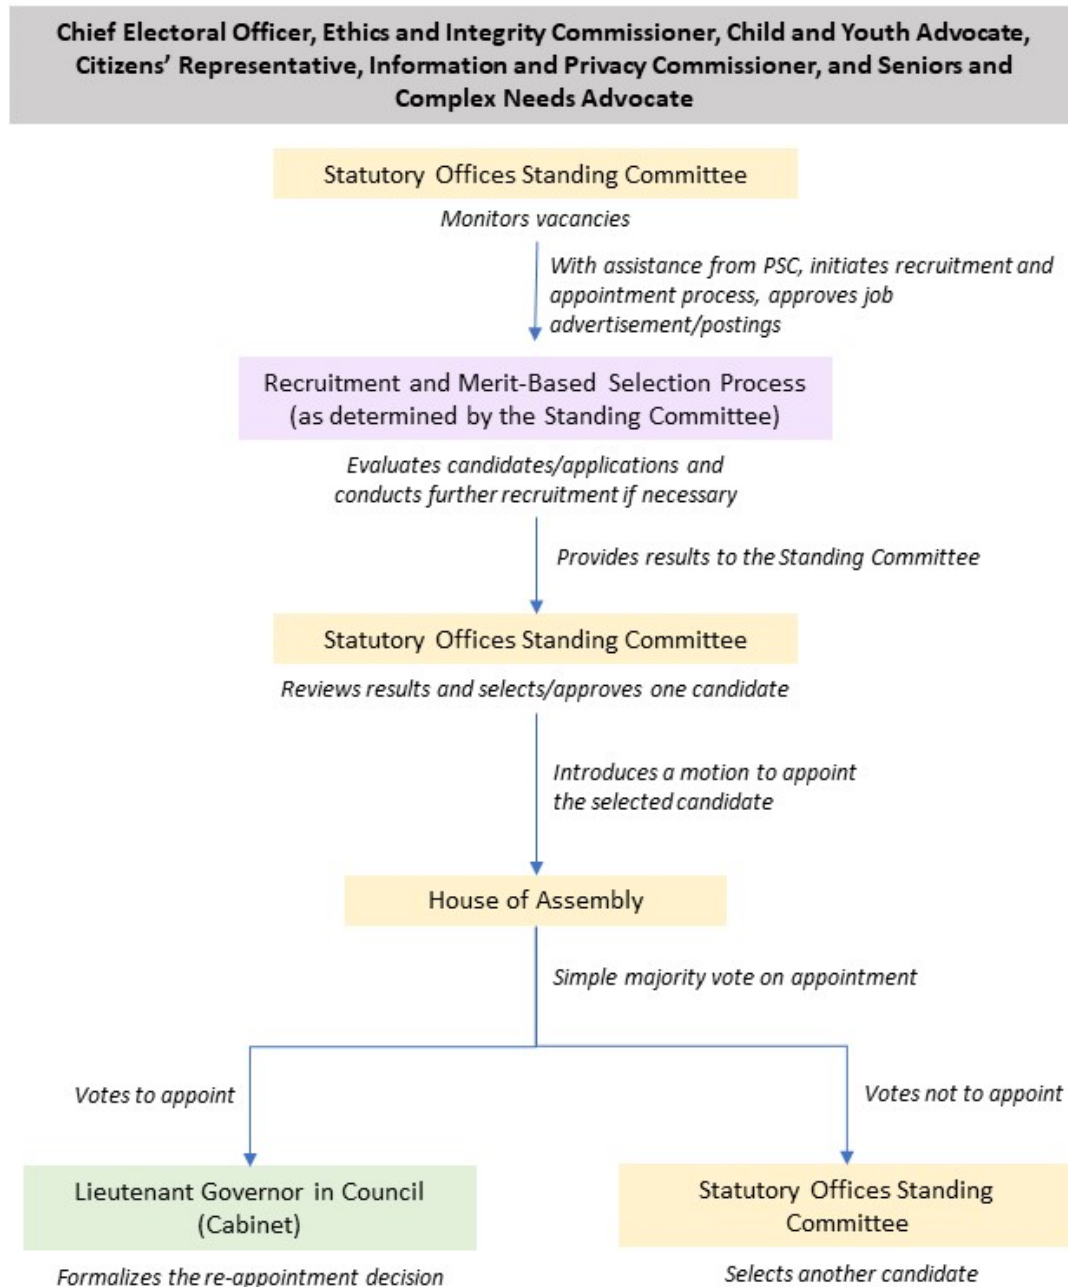 Chief Electoral Officer, Ethics and Integrity Commissioner, Child and Youth Advocate,
Citizens’ Representative, Information and Privacy Commissioner, and Seniors and
Complex Needs Advocate
Statutory Offices Standing Committee
Monitors vacancies
With assistance from PSC, initiates recruitment and
appointment process, approves job
advertisement/postings
Recruitment and Merit-Based Selection Process
(as determined by the Standing Committee)
Evaluates candidates/applications and
conducts further recruitment if necessary
Provides results to the Standing Committee
Statutory Offices Standing Committee
Reviews results and selects/approves one candidate
Introduces a motion to appoint
the selected candidate
House of Assembly
Simple majority vote on appointment
Votes to appoint
Votes not to appoint
Lieutenant Governor in Council
(Cabinet)
Formalizes the re-appointment decision
Statutory Offices Standing
Committee
Selects another candidate